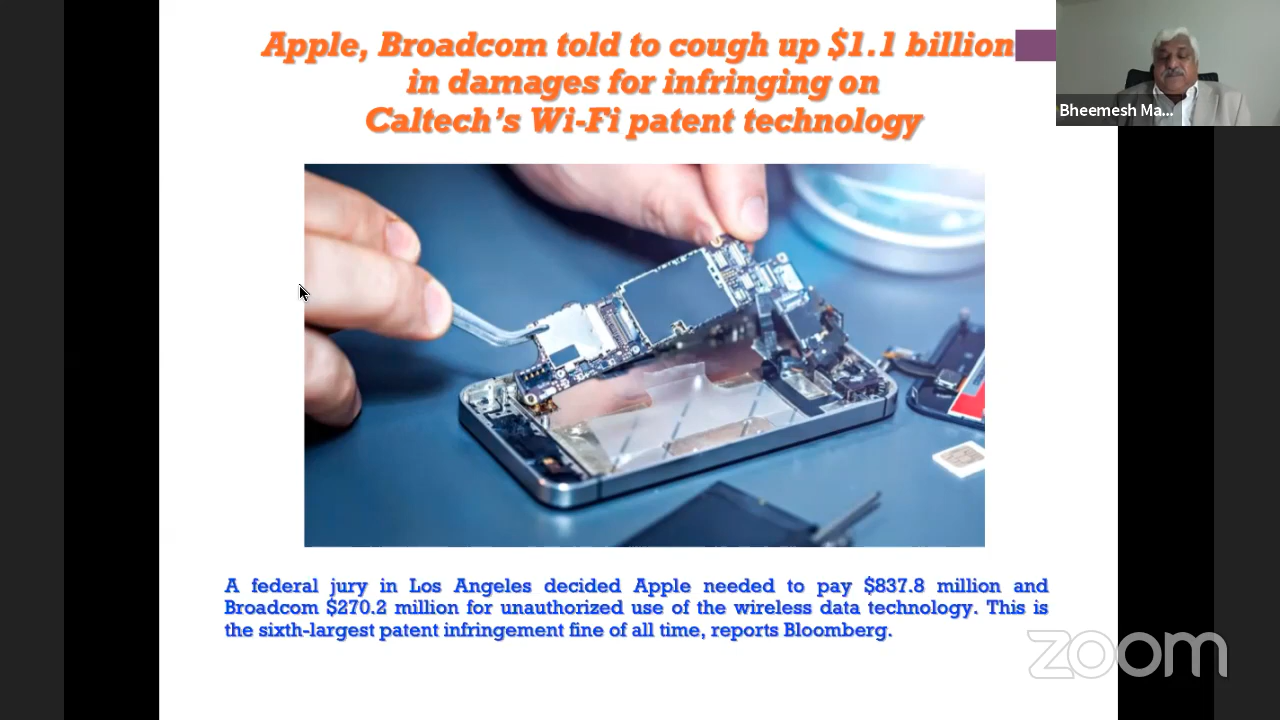 Apple, Broadcom told to cough up $1.1 billion
in damages for infringing on
Caltech's Wi-Fi patent technology
Bheemesh Ma...
A federal jury in Los Angeles decided Apple needed to pay $837.8 million and
Broadcom $270.2 million for unauthorized use of the wireless data technology. This is
the sixth-largest patent infringement fine of all time, reports Bloomberg.
zoom